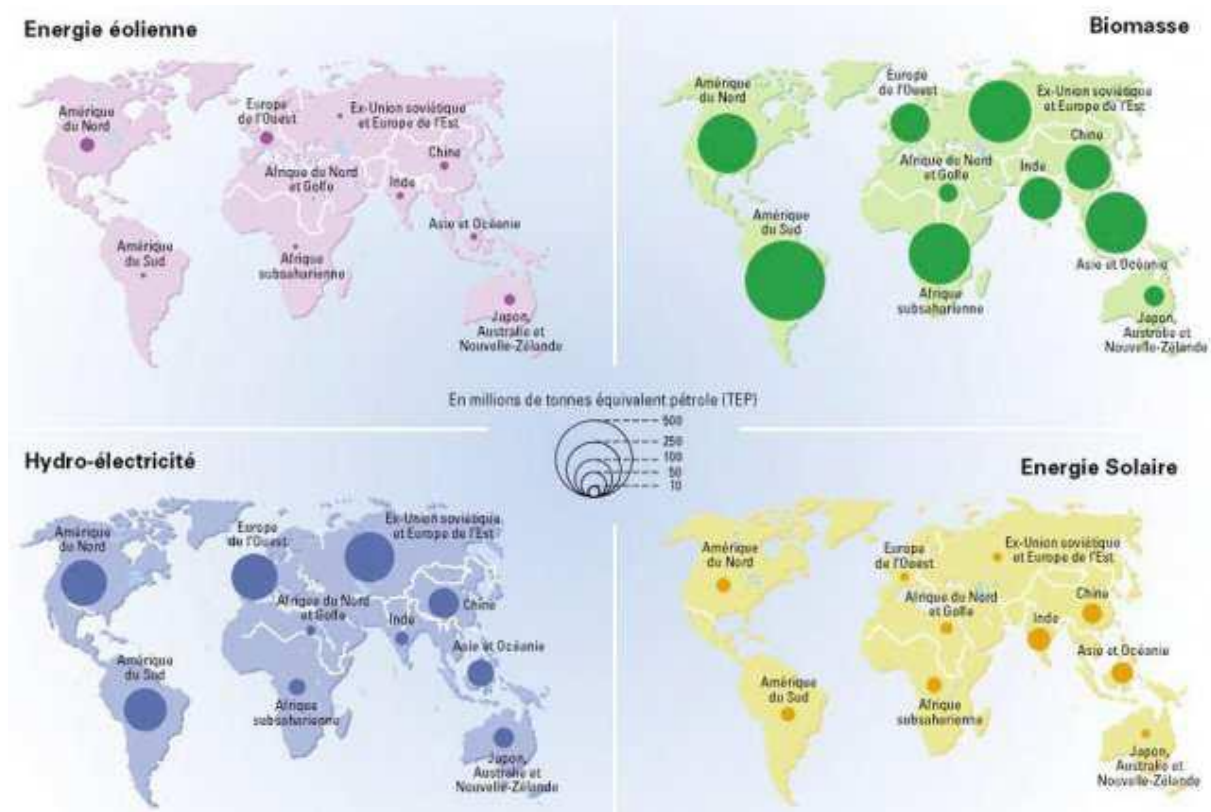 Energie éolienne
Amérique
du Nord
Europe
de l'Ouest
Ex-Union soviétique
et Europe de l'Est
Chine
Afrique du Nord
et Golfe
Inde
Asie et Océanie
Amérique
du Sud
Afrique
subsaharienne
Japon,
Australie et
Nouvelle-Zélande
Biomasse
Amérique
du Nord
Europe
de l'Ouest
Ex-Union soviétique
et Europe de l'Est
Chine
Afrique du Nord
et Golfe
Inde
Amérique
du Sud
Asie et Océanie
Afrique
subsaharienne
Japon,
Australie et
Nouvelle-Zélande
En millions de tonnes équivalent pétrole (TEP)
500
250
100
50
10
Hydro-électricité
Amérique
du Nord
Europe
de l'Ouest
Ex-Union soviétique
et Europe de l'Est
Afrique du Nord
et Golfe
Chine
Inde
Asie et Océanie
Amérique
du Sud
Afrique
subsaharienne
Japon,
Australie et
Nouvelle-Zélande
Energie Solaire
Amérique
du Nord
Europe
de l'Ouest
Ex-Union soviétique
et Europe de l'Est
Afrique du Nord
et Golfe
Chine
Inde
Asie et Océanie
Amérique
du Sud
Afrique
subsaharienne
Japon,
Australie et
Nouvelle-Zélande